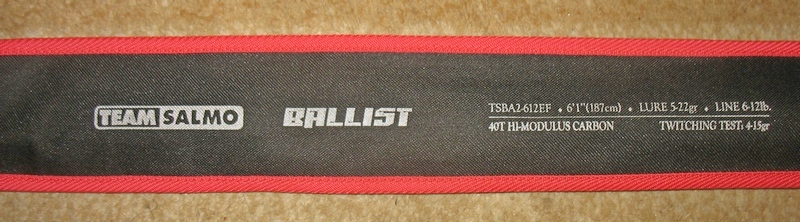 TEAM SALMO
BALLIST
TSBA2-612EF • 6'1"(187cm) • LURE 5-22gr • LINE 6-12lb.
40T HI-MODULUS CARBON TWITCHING TEST: 4-15gr